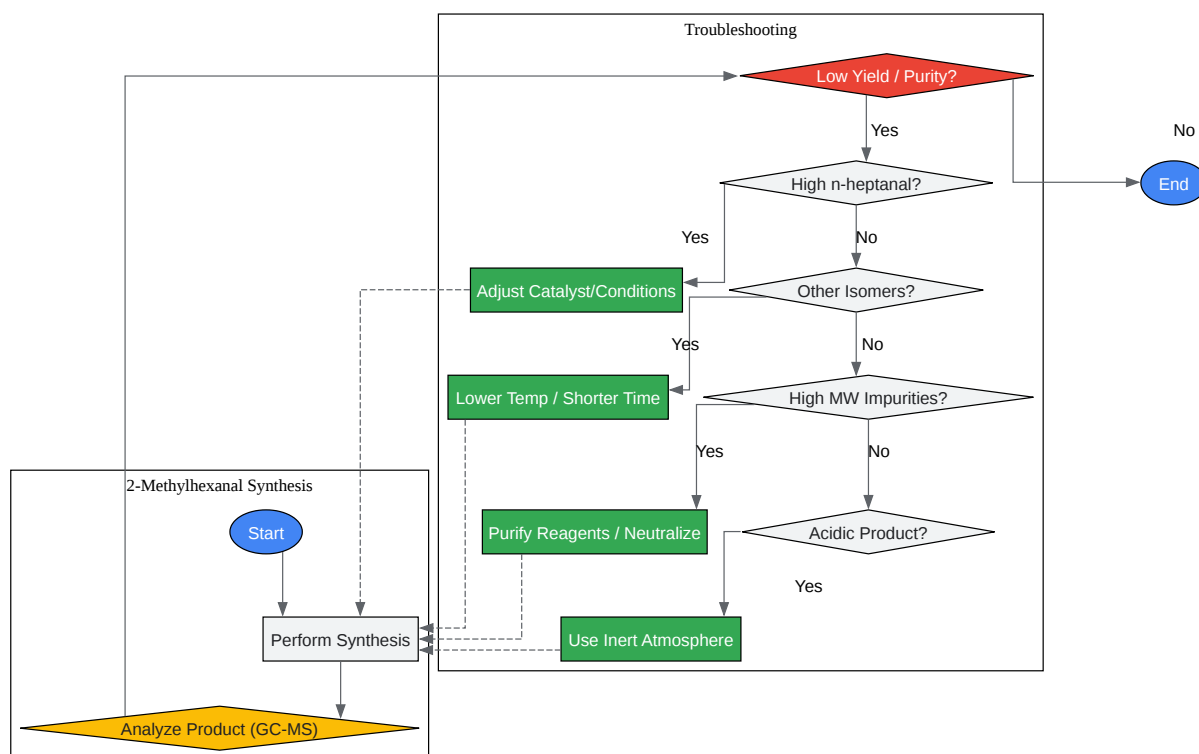 Troubleshooting
Low Yield / Purity?
Yes
No
High n-heptanal?
End
Yes
No
Adjust Catalyst/Conditions
Other Isomers?
Yes
No
Lower Temp / Shorter Time
High MW Impurities?
Yes
No
2-Methylhexanal Synthesis
Start
Purify Reagents / Neutralize
Acidic Product?
Yes
Perform Synthesis
Use Inert Atmosphere
Analyze Product (GC-MS)